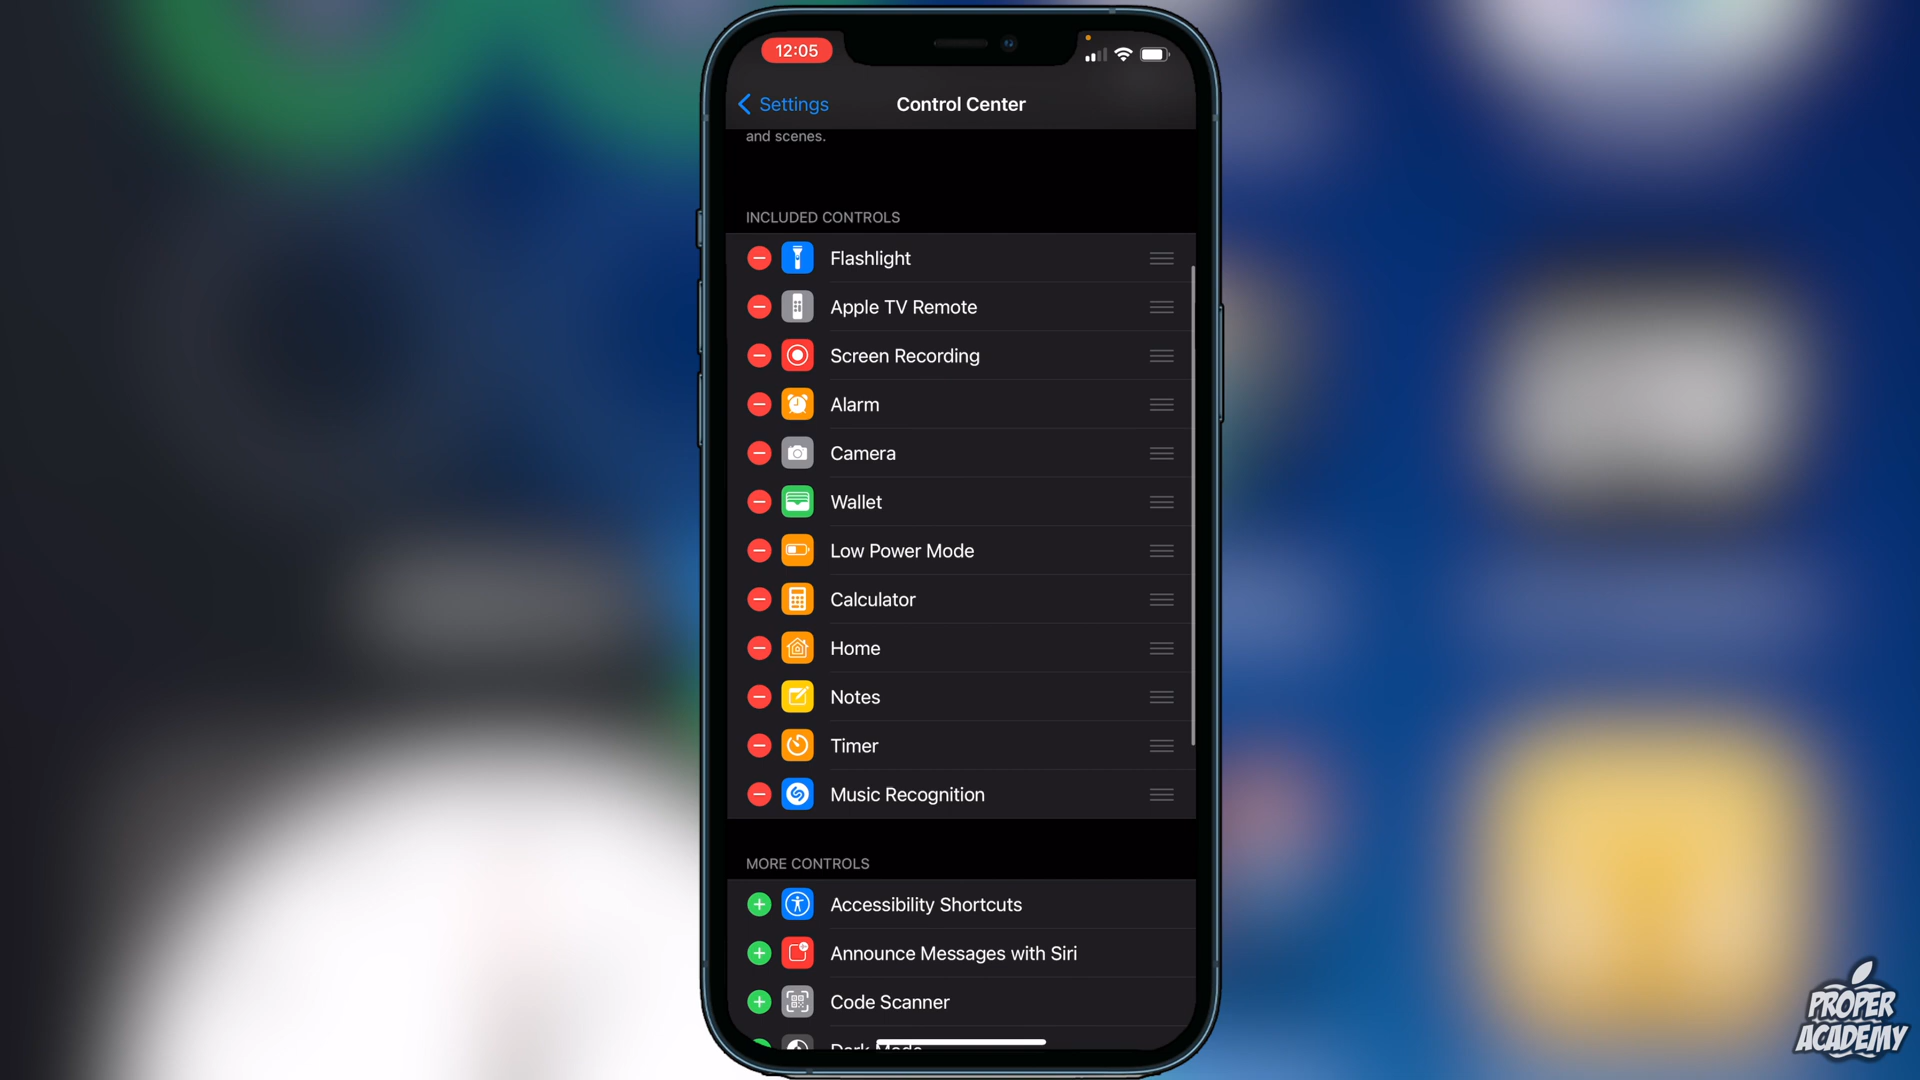 12:05
Settings
Control Center
and scenes.
INCLUDED CONTROLS
Flashlight
Apple TV Remote
Screen Recording
Alarm
Camera
Wallet
Low Power Mode
Calculator
Home
Notes
Timer
Music Recognition
MORE CONTROLS
Accessibility Shortcuts
Announce Messages with Siri
Code Scanner
Dark Mode
PROPER
ACADEMY